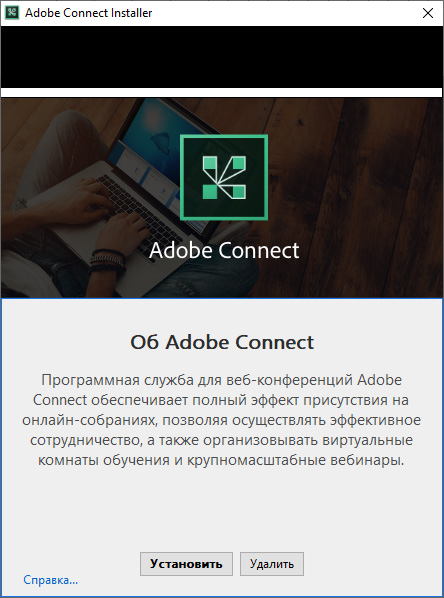 Adobe Connect Installer
Adobe Connect
Об Adobe Connect
Программная служба для веб-конференций Adobe
Connect обеспечивает полный эффект присутствия на
онлайн-собраниях, позволяя осуществлять эффективное
сотрудничество, а также организовывать виртуальные
комнаты обучения и крупномасштабные вебинары.
Установить Удалить
Справка...